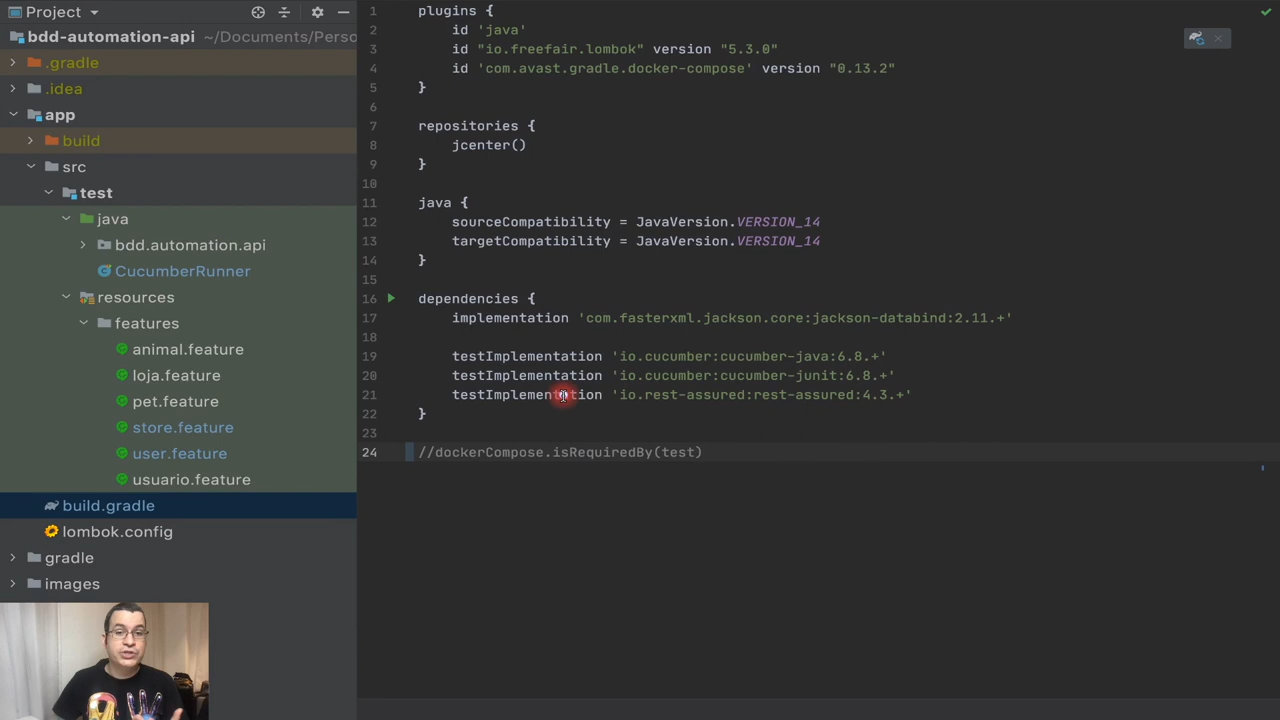 Project
bdd-automation-api ~/Documents/Perso
.gradle
.idea
app
build
src
test
java
bdd.automation.api
CucumberRunner
resources
features
animal.feature
loja.feature
pet.feature
store.feature
user.feature
usuario.feature
build.gradle
lombok.config
gradle
images
1 plugins {
2 id 'java'
3 id "io.freefair.lombok" version "5.3.0"
4 id 'com.avast.gradle.docker-compose' version "0.13.2"
5 }
6
7 repositories {
8 jcenter()
9 }
10
11 java {
12 sourceCompatibility = JavaVersion.VERSION_14
13 targetCompatibility = JavaVersion.VERSION_14
14 }
15
16 dependencies {
17 implementation 'com.fasterxml.jackson.core:jackson-databind:2.11.+'
18
19 testImplementation 'io.cucumber:cucumber-java:6.8.+'
20 testImplementation 'io.cucumber:cucumber-junit:6.8.+'
21 testImplementation 'io.rest-assured:rest-assured:4.3.+'
22 }
23
24 //dockerCompose.isRequiredBy(test)